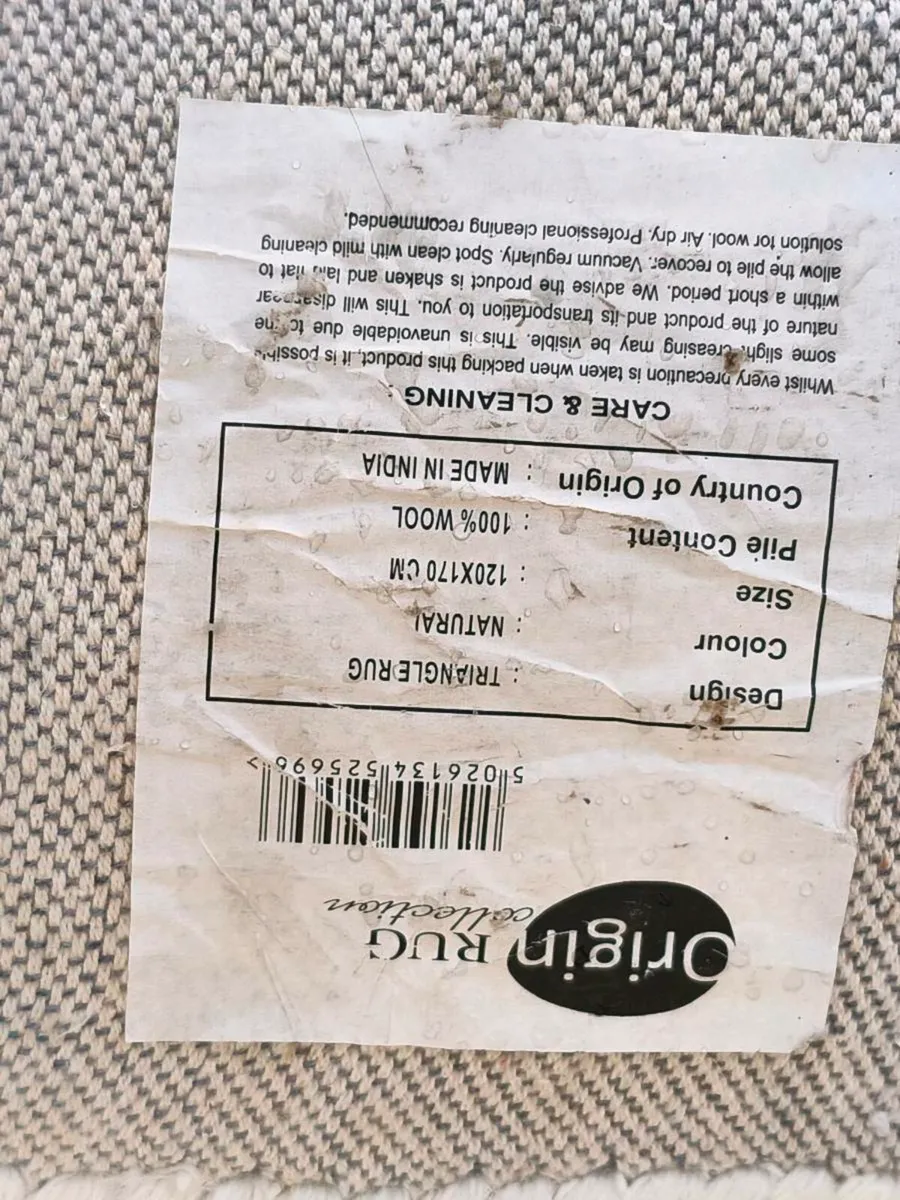 Origin RUG
collection
5 026134 525696 >
Design : TRIANGLE RUG
Colour : NATURAL
Size : 120X170 CM
Pile Content : 100% WOOL
Country of Origin : MADE IN INDIA
CARE & CLEANING
Whilst every precaution is taken when packing this product, it is possible
some slight creasing may be visible. This is unavoidable due to the
nature of the product and its transportation to you. This will disappear
within a short period. We advise the product is shaken and laid flat to
allow the pile to recover. Vacuum regularly. Spot clean with mild cleaning
solution for wool. Air dry. Professional cleaning recommended.